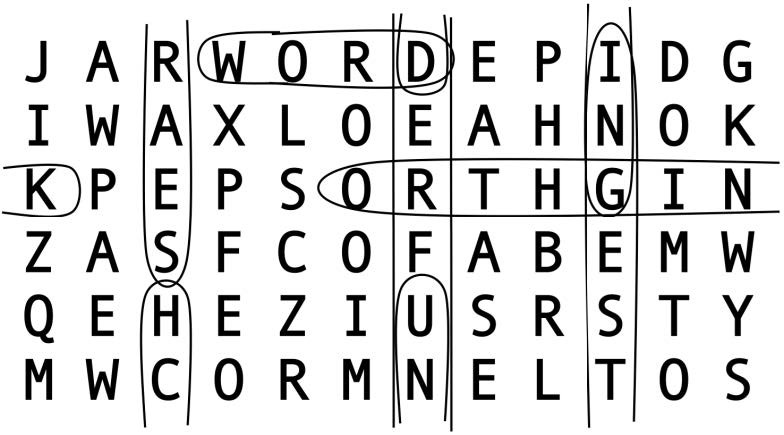 J A R W O R D E P I D G
I W A X L O E A H N O K
K P E P S O R T H G I N
Z A S F C O F A B E M W
Q E H E Z I U S R S T Y
M W C O R M N E L T O S